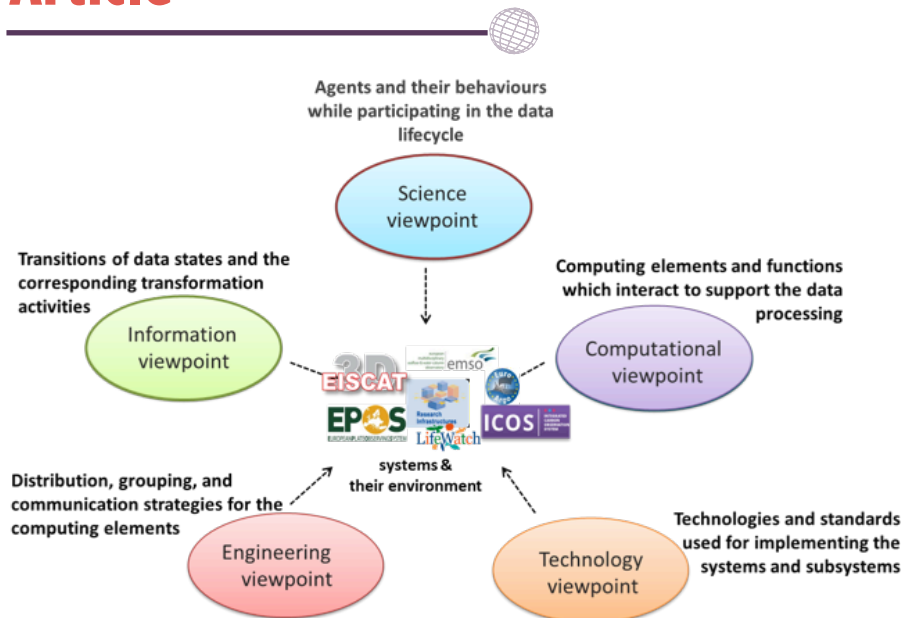 Article
Agents and their behaviours
while participating in the data
lifecycle
Science
viewpoint
Transitions of data states and the
corresponding transformation
activities
Information
viewpoint
Computing elements and functions
which interact to support the data
processing
Computational
viewpoint
3D
EISCAT
emso
EPOS
Research
Infrastructures
LifeWatch
ICOS
systems &
their environment
Distribution, grouping, and
communication strategies for the
computing elements
Engineering
viewpoint
Technologies and standards
used for implementing the
systems and subsystems
Technology
viewpoint